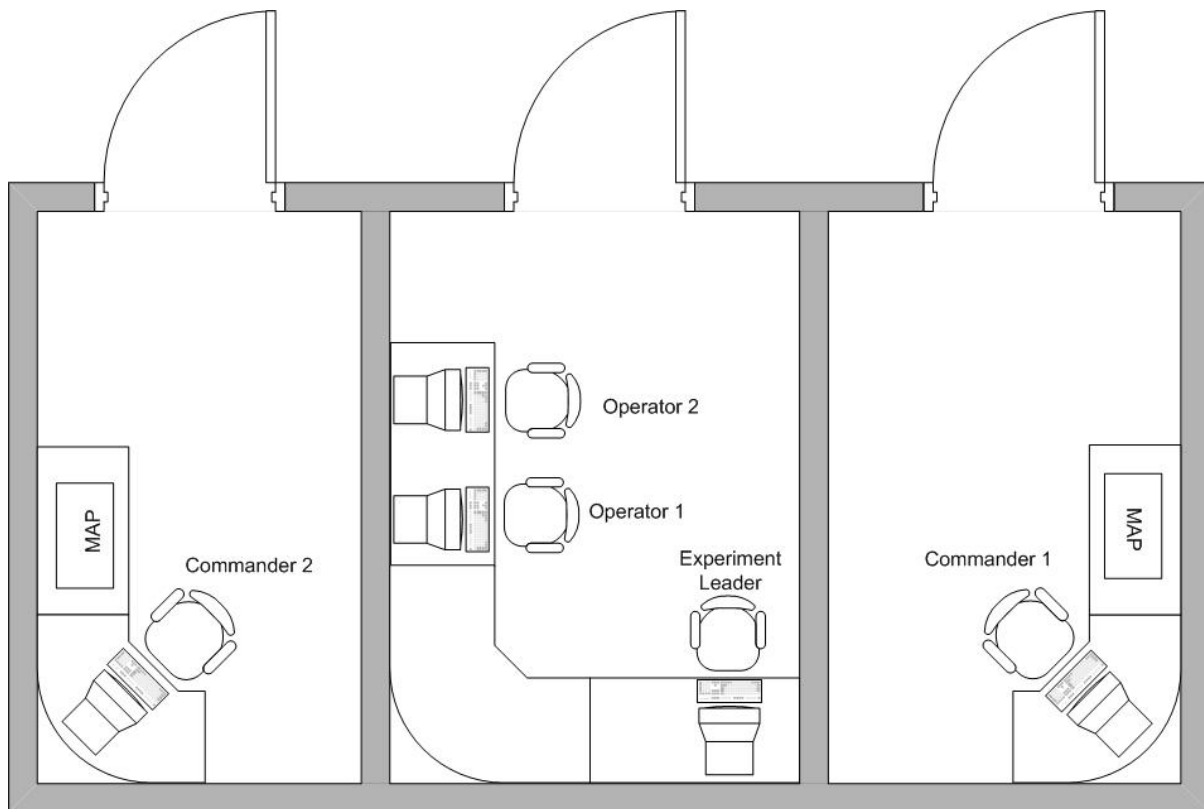 Operator 2
Operator 1
MAP
MAP
Commander 2
Experiment
Leader
Commander 1